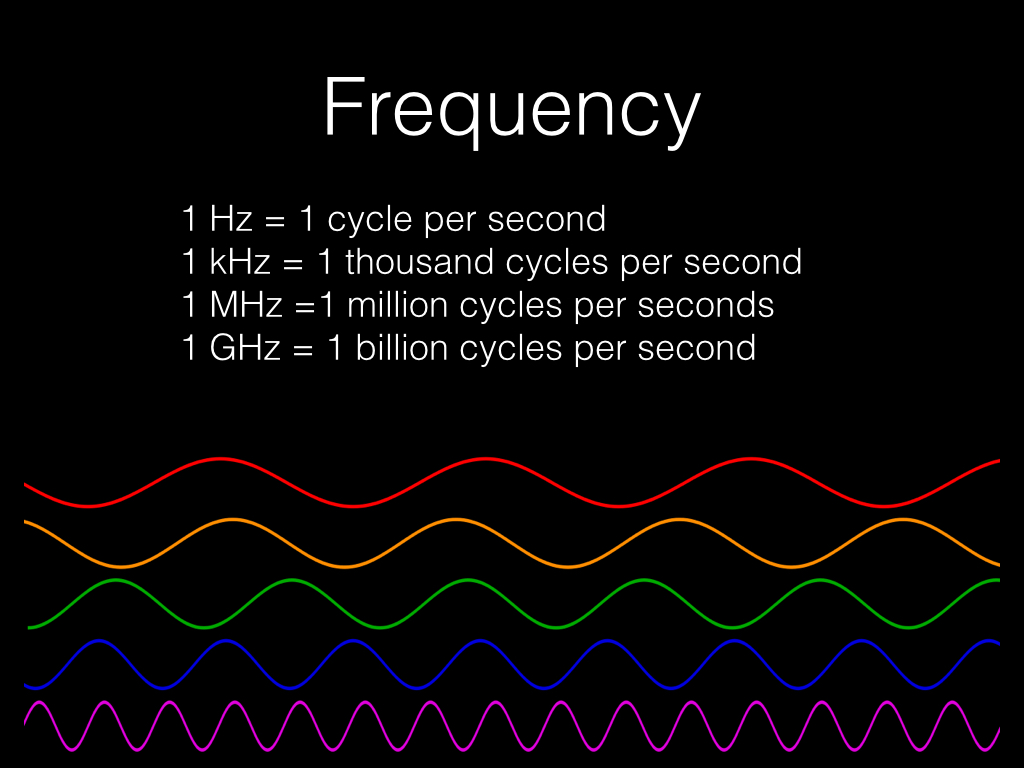 Frequency
1 Hz = 1 cycle per second
1 kHz = 1 thousand cycles per second
1 MHz =1 million cycles per seconds
1 GHz = 1 billion cycles per second